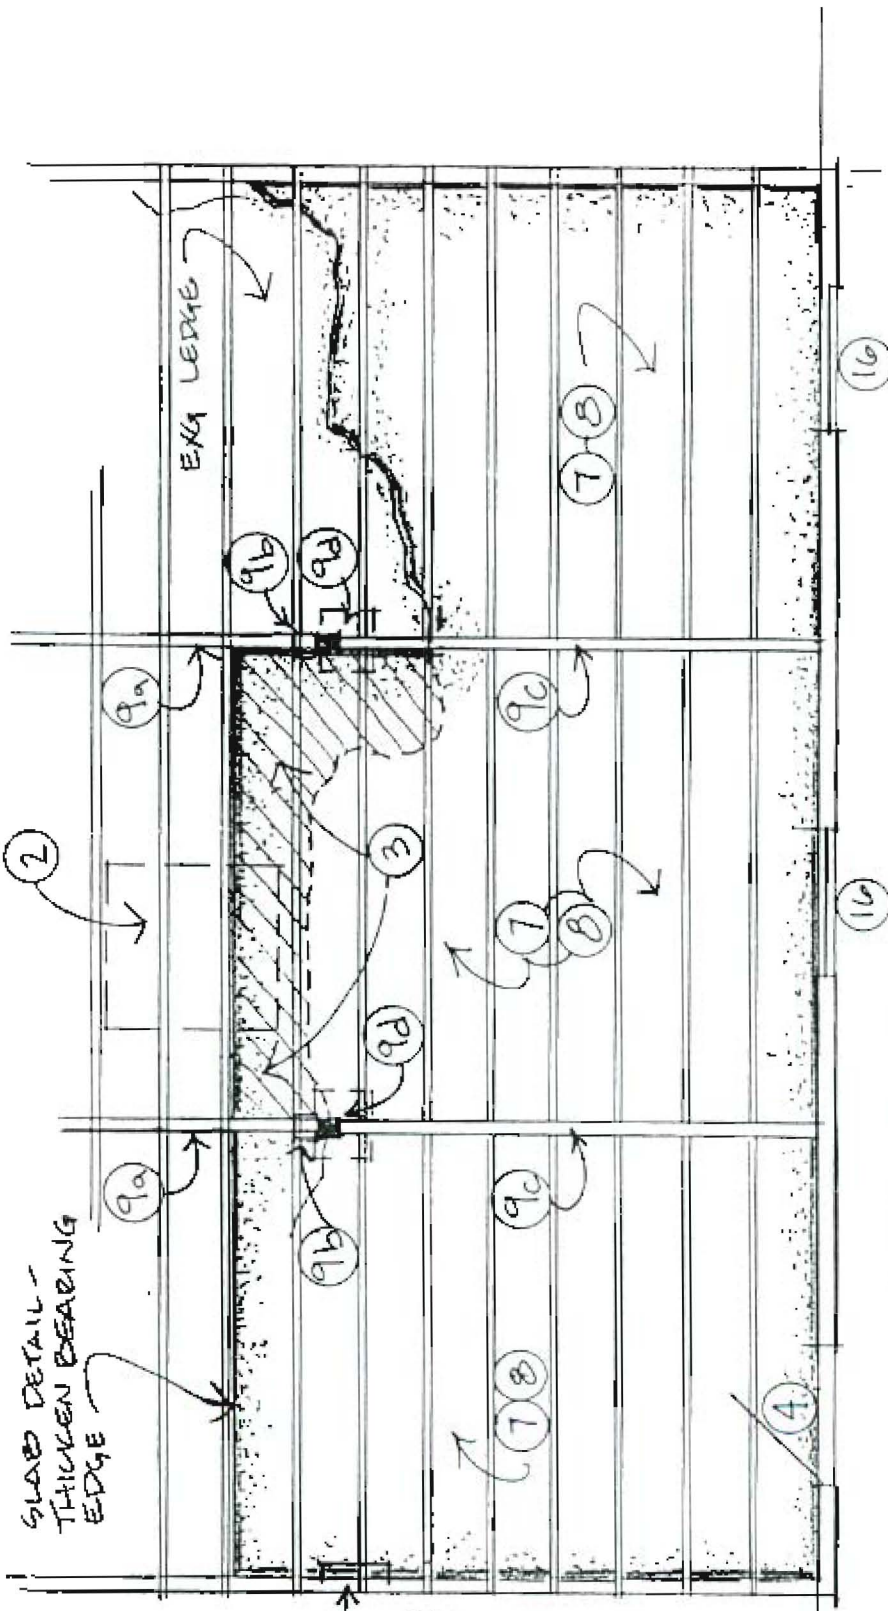 SLAB DETAIL -
THICKEN BEARING
EDGE
9a
2
9a
EXG LEDGE
9b
9d
9b
9d
3
9c
9c
7 8
7
8
7 8
4
16
16